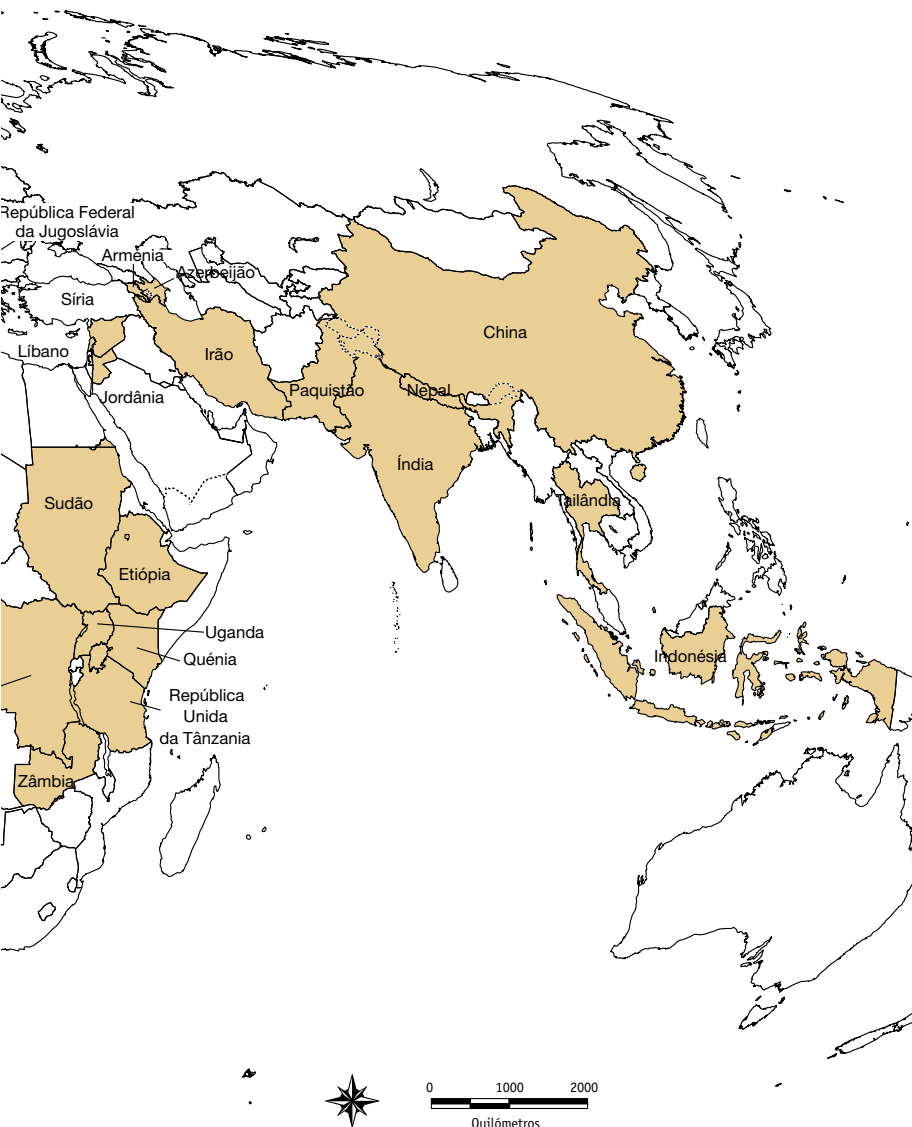 República Federal
da Jugoslávia
Arménia
Azerbeijão
Síria
China
Líbano
Irão
Paquistão
Nepal
Jordânia
Índia
Tailândia
Sudão
Etiópia
Uganda
Quénia
Indonésia
República
Unida
da Tânzania
Zâmbia
0 1000 2000
Quilómetros